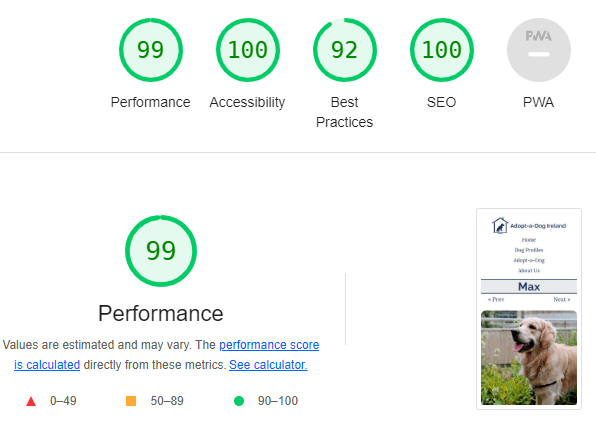 99
100
92
100
PWA
Performance
Accessibility
Best
Practices
SEO
PWA
99
Performance
Values are estimated and may vary. The performance score
is calculated directly from these metrics. See calculator.
0–49
50–89
90–100
Adopt-a-Dog Ireland
Home
Dog Profiles
Adopt-a-Dog
About Us
Max
« Prev
Next »